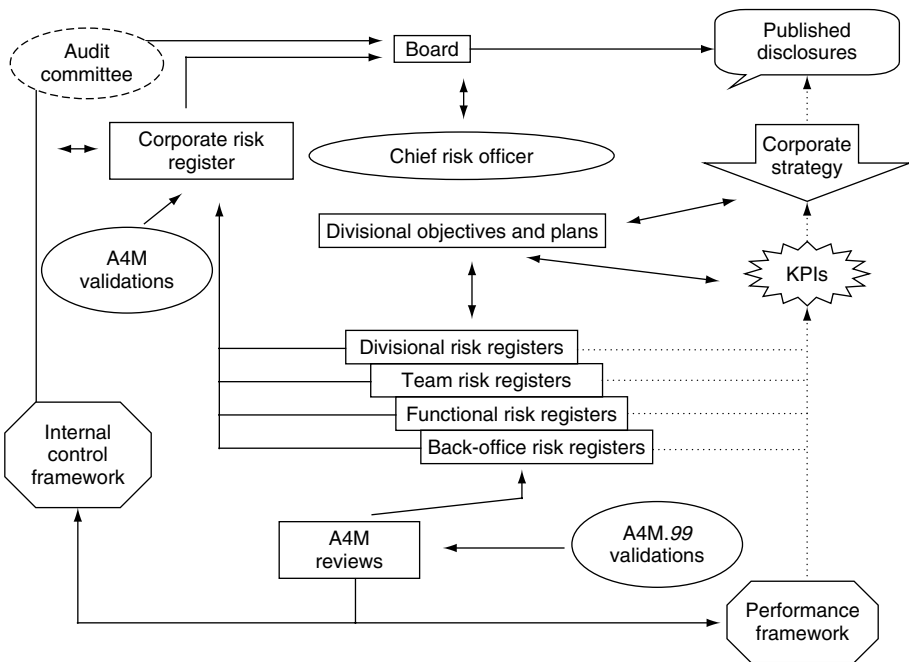 Audit
committee
Board
Published
disclosures
Corporate risk
register
Chief risk officer
Corporate
strategy
Divisional objectives and plans
A4M
validations
KPIs
Divisional risk registers
Team risk registers
Functional risk registers
Back-office risk registers
Internal
control
framework
A4M
reviews
A4M.99
validations
Performance
framework